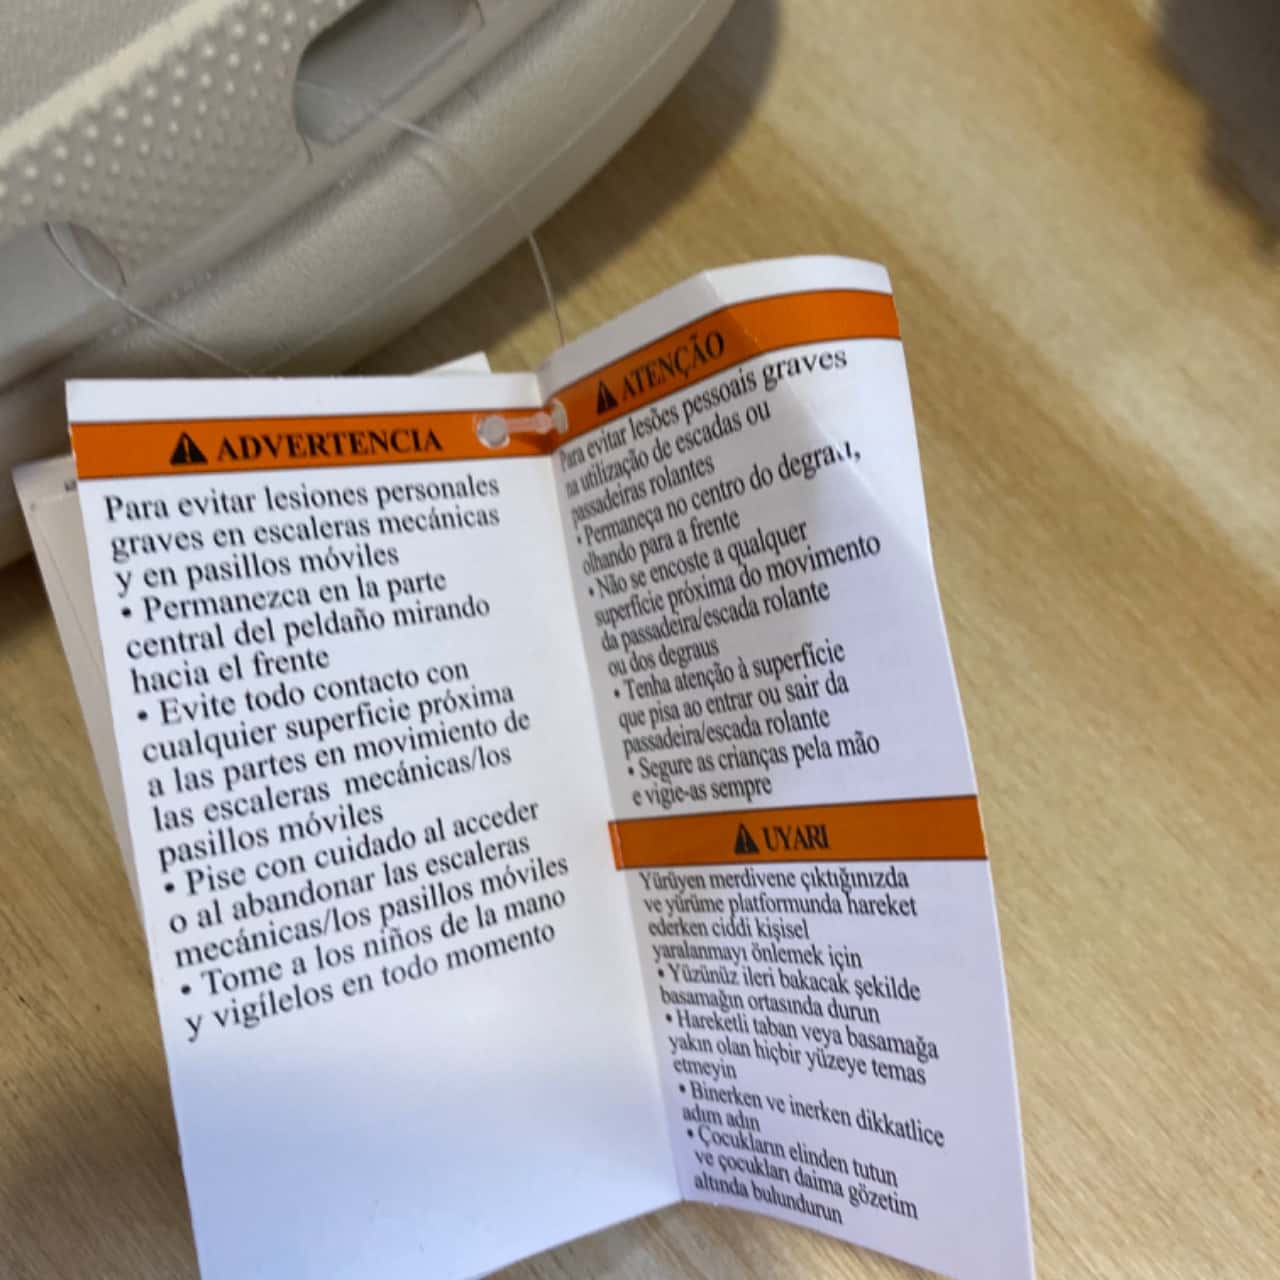 ADVERTENCIA
Para evitar lesiones personales
graves en escaleras mecánicas
y en pasillos móviles
• Permanezca en la parte
central del peldaño mirando
hacia el frente
• Evite todo contacto con
cualquier superficie próxima
a las partes en movimiento de
las escaleras mecánicas/los
pasillos móviles
• Pise con cuidado al acceder
o al abandonar las escaleras
mecánicas/los pasillos móviles
• Tome a los niños de la mano
y vigílelos en todo momento
ATENÇÃO
Para evitar lesões pessoais graves
na utilização de escadas ou
passadeiras rolantes
• Permaneça no centro do degrau,
olhando para a frente
• Não se encoste a qualquer
superfície próxima do movimento
da passadeira/escada rolante
ou dos degraus
• Tenha atenção à superfície
que pisa ao entrar ou sair da
passadeira/escada rolante
• Segure as crianças pela mão
e vigie-as sempre
UYARI
Yürüyen merdivene çıktığınızda
ve yürüme platformunda hareket
ederken ciddi kişisel
yaralanmayı önlemek için
• Yüzünüz ileri bakacak şekilde
basamağın ortasında durun
• Hareketli taban veya basamağa
yakın olan hiçbir yüzeye temas
etmeyin
• Binerken ve inerken dikkatlice
adım adın
• Çocukların elinden tutun
ve çocukları daima gözetim
altında bulundurun